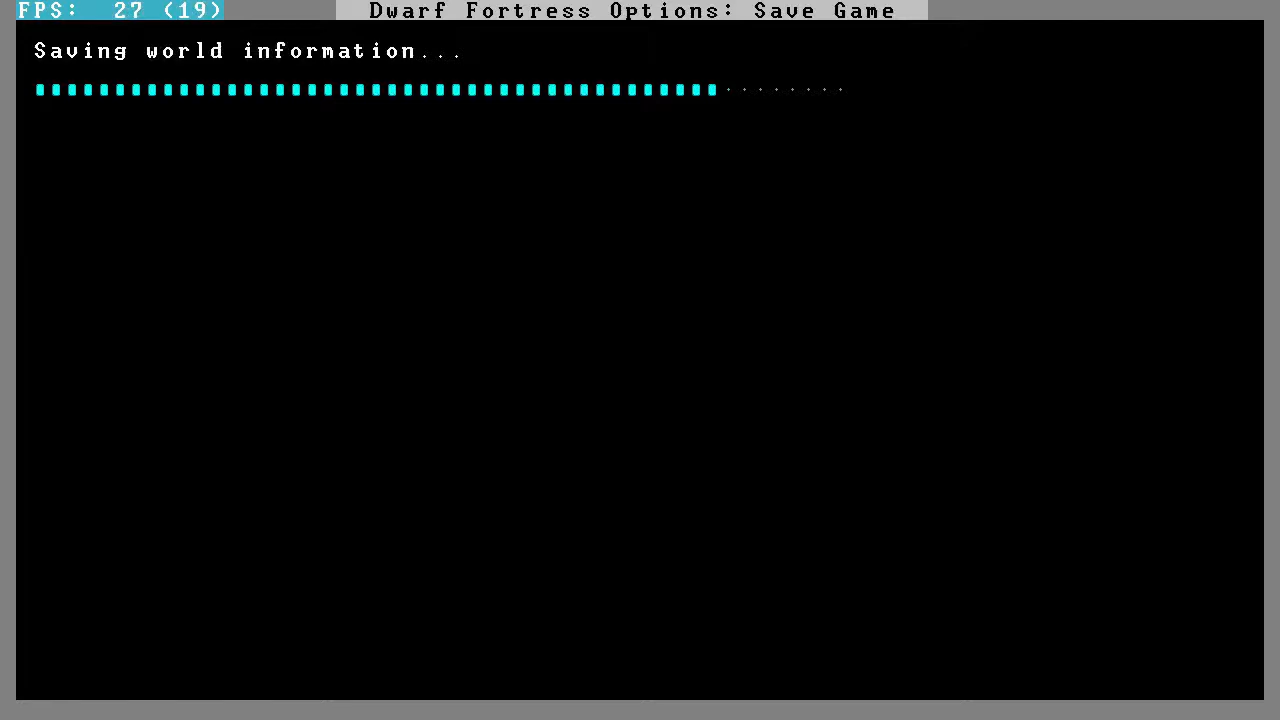 FPS: 27 (19)
Dwarf Fortress Options: Save Game
Saving world information...